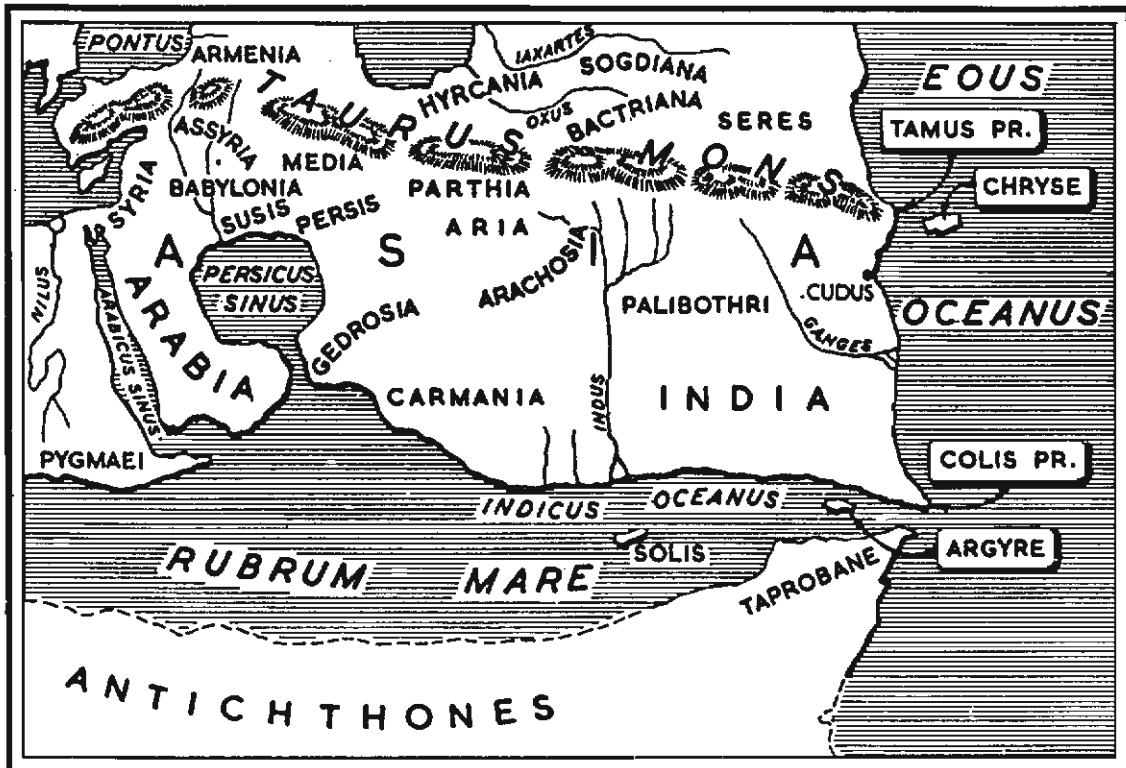 PONTUS
ARMENIA
IAXARTES
SOGDIANA
HYRCANIA
EOUS
TAURUS MONS
OXUS
BACTRIANA
SERES
TAMUS PR.
ASSYRIA
MEDIA
PARTHIA
CHRYSE
BABYLONIA
SYRIA
SUSIS
PERSIS
ARIA
ASIA
ARACHOSIA
PERSICUS
SINUS
NILUS
ARABICUS SINUS
ARABIA
GEDROSIA
PALIBOTHRI
CUDUS
OCEANUS
GANGES
CARMANIA
INDUS
INDIA
PYGMAEI
COLIS PR.
INDICUS OCEANUS
SOLIS
ARGYRE
RUBRUM MARE
TAPROBANE
ANTICHTHONES